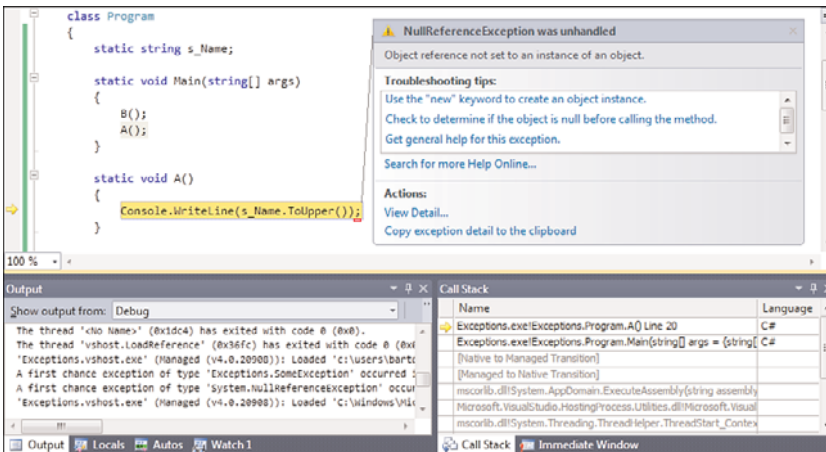 class Program
{
static string s_Name;
static void Main(string[] args)
{
B();
A();
}
static void A()
{
Console.WriteLine(s_Name.ToUpper());
}
NullReferenceException was unhandled
Object reference not set to an instance of an object.
Troubleshooting tips:
Use the "new" keyword to create an object instance.
Check to determine if the object is null before calling the method.
Get general help for this exception.
Search for more Help Online...
Actions:
View Detail...
Copy exception detail to the clipboard
100 %
Output
Show output from: Debug
The thread '<No Name>' (0x1dc4) has exited with code 0 (0x0).
The thread 'vshost.LoadReference' (0x36fc) has exited with code 0
'Exceptions.vshost.exe' (Managed (v4.0.20908)): Loaded 'c:\users\bart
A first chance exception of type 'Exceptions.SomeException' occurred
A first chance exception of type 'System.NullReferenceException' occur
'Exceptions.vshost.exe' (Managed (v4.0.20908)): Loaded 'C:\Windows\Mic
Output Locals Autos Watch 1
Call Stack
Name Language
Exceptions.exe!Exceptions.Program.A() Line 20 C#
Exceptions.exe!Exceptions.Program.Main(string[] args = {string[ C#
[Native to Managed Transition]
[Managed to Native Transition]
mscorlib.dll!System.AppDomain.ExecuteAssembly(string assembly
Microsoft.VisualStudio.HostingProcess.Utilities.dll!Microsoft.Visual
mscorlib.dll!System.Threading.ThreadHelper.ThreadStart_Contex
Call Stack Immediate Window